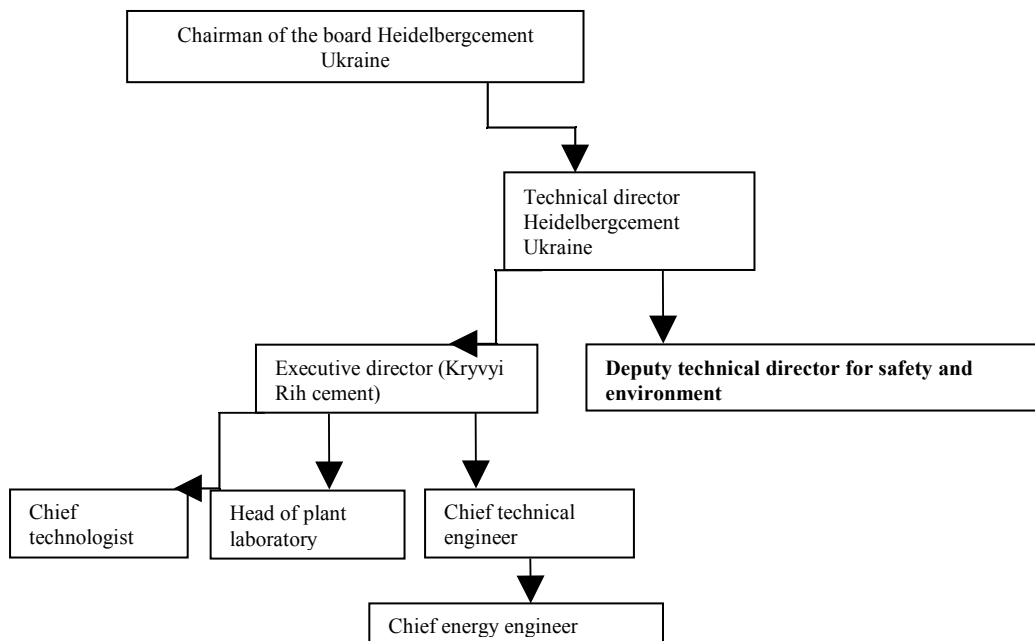 Chairman of the board Heidelbergcement
Ukraine
Technical director
Heidelbergcement
Ukraine
Executive director (Kryvyi
Rih cement)
Deputy technical director for safety and
environment
Chief
technologist
Head of plant
laboratory
Chief technical
engineer
Chief energy engineer